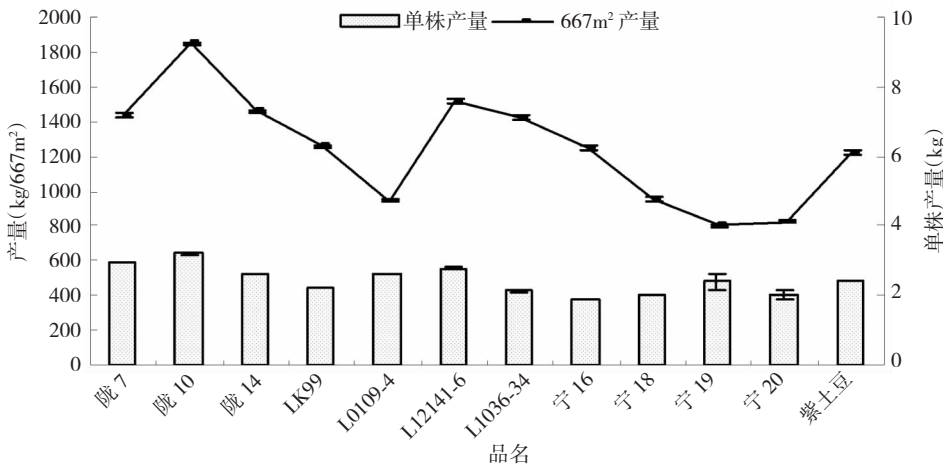 单株产量 667m² 产量
产量(kg/667m²)
2000
1800
1600
1400
1200
1000
800
600
400
200
0
10
8
6
4
2
0
单株产量(kg)
陇 7
陇 10
陇 14
LK99
L0109-4
L12141-6
L1036-34
宁 16
宁 18
宁 19
宁 20
紫土豆
品名